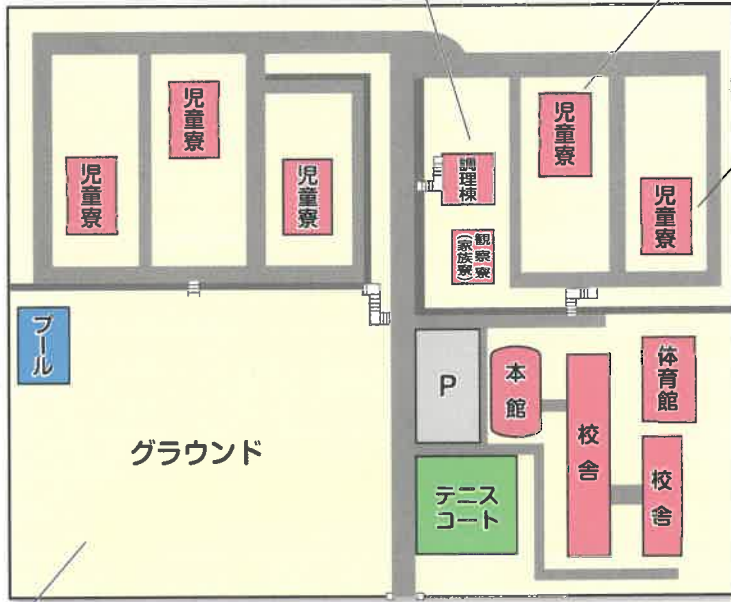 児童寮
児童寮
児童寮
調理棟
児童寮
児童寮
観察寮
(家族寮)
プール
グラウンド
P
本館
校舎
体育館
校舎
テニス
コート